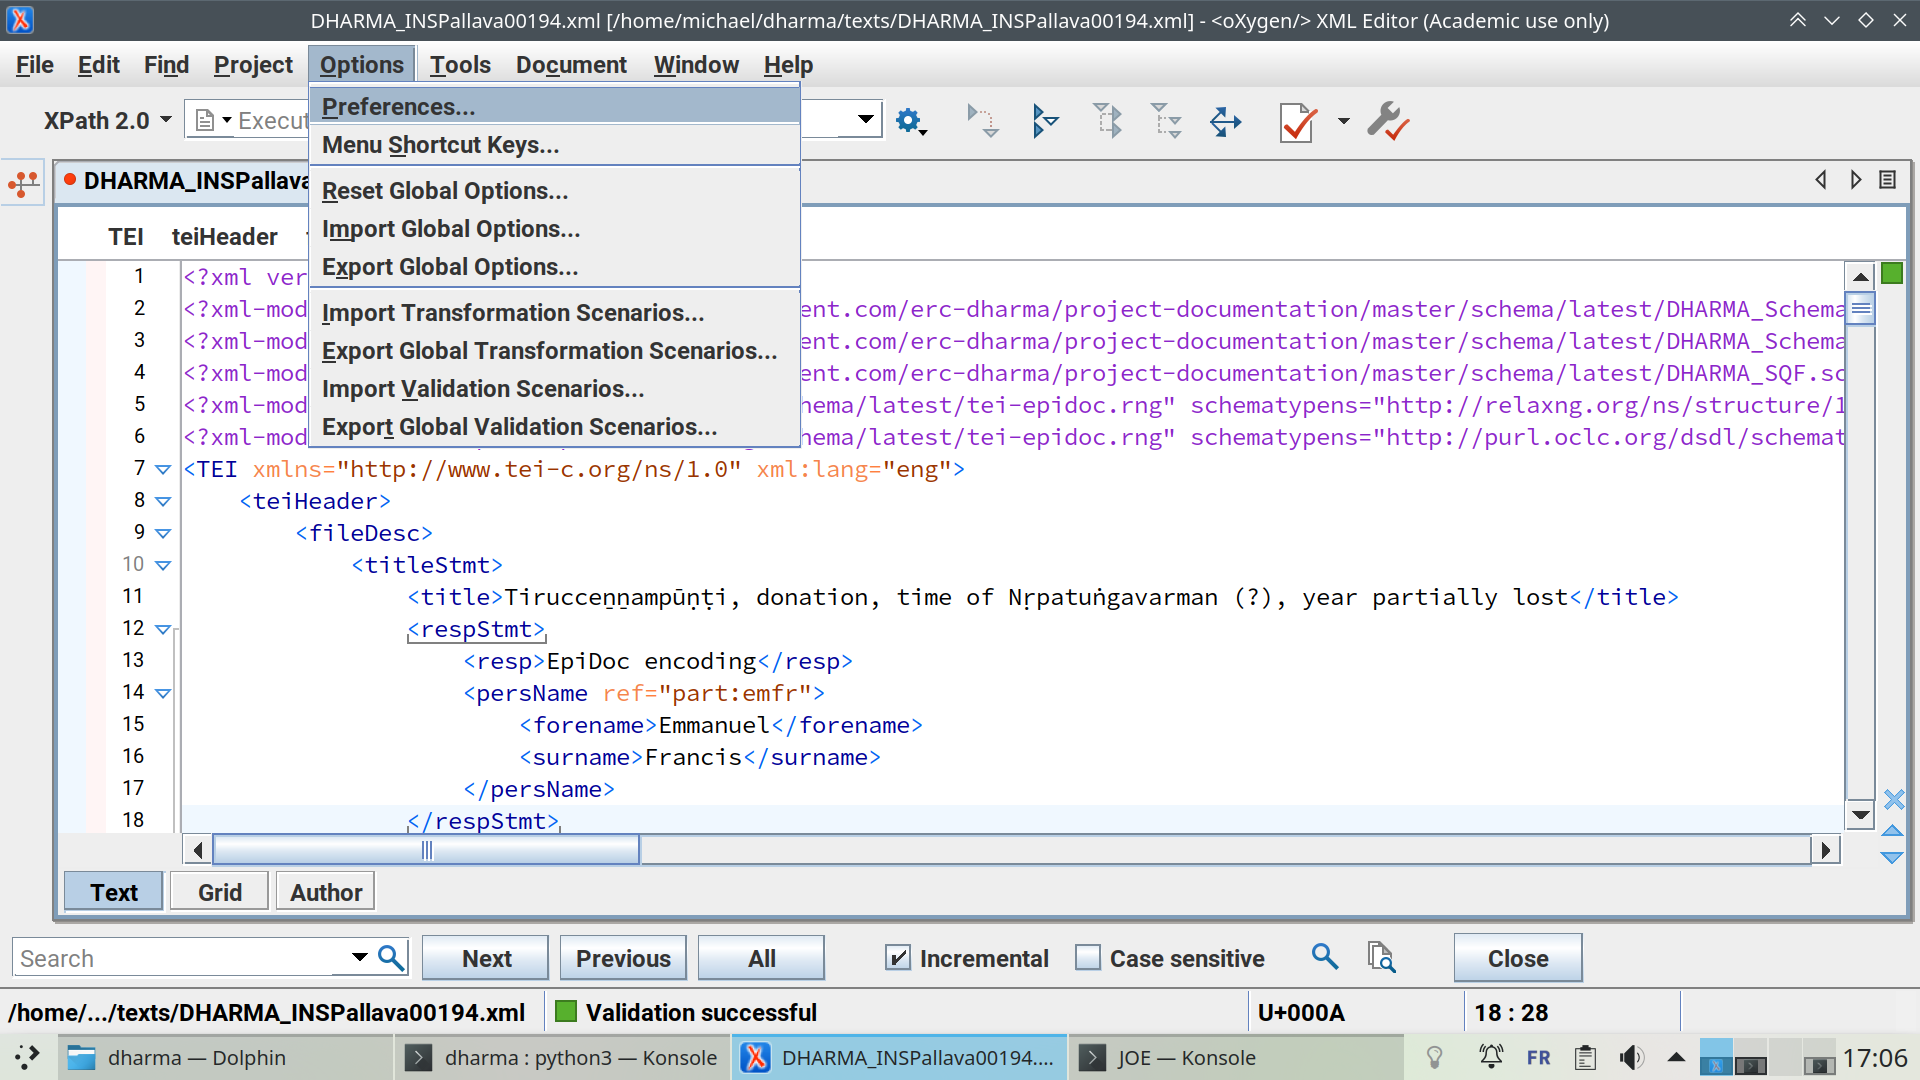 DHARMA_INSPallava00194.xml [/home/michael/dharma/texts/DHARMA_INSPallava00194.xml] - <oXygen/> XML Editor (Academic use only)
File Edit Find Project Options Tools Document Window Help
XPath 2.0 Execut
Preferences...
Menu Shortcut Keys...
Reset Global Options...
Import Global Options...
Export Global Options...
Import Transformation Scenarios...
Export Global Transformation Scenarios...
Import Validation Scenarios...
Export Global Validation Scenarios...
DHARMA_INSPallava
TEI teiHeader
1 <?xml ver
2 <?xml-mod ent.com/erc-dharma/project-documentation/master/schema/latest/DHARMA_Schema
3 <?xml-mod ent.com/erc-dharma/project-documentation/master/schema/latest/DHARMA_Schema
4 <?xml-mod ent.com/erc-dharma/project-documentation/master/schema/latest/DHARMA_SQF.sc
5 <?xml-mod hema/latest/tei-epidoc.rng" schematypens="http://relaxng.org/ns/structure/1
6 <?xml-mod hema/latest/tei-epidoc.rng" schematypens="http://purl.oclc.org/dsdl/schemat
7 <TEI xmlns="http://www.tei-c.org/ns/1.0" xml:lang="eng">
8 <teiHeader>
9 <fileDesc>
10 <titleStmt>
11 <title>Tirucceṉṉampūṇṭi, donation, time of Nṛpatuṅgavarman (?), year partially lost</title>
12 <respStmt>
13 <resp>EpiDoc encoding</resp>
14 <persName ref="part:emfr">
15 <forename>Emmanuel</forename>
16 <surname>Francis</surname>
17 </persName>
18 </respStmt>
Text Grid Author
Search Next Previous All Incremental Case sensitive Close
/home/.../texts/DHARMA_INSPallava00194.xml Validation successful U+000A 18 : 28
dharma — Dolphin dharma : python3 — Konsole DHARMA_INSPallava00194.... JOE — Konsole FR 17:06